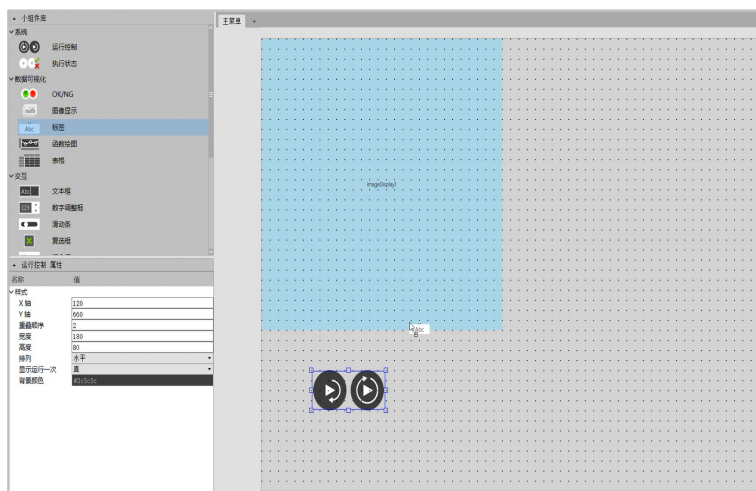 小组件库
系统
运行控制
执行状态
数据可视化
OK/NG
图像显示
Abc 标签
函数绘图
表格
交互
Abc 文本框
123 数字调整框
滑动条
复选框
运行控制 属性
名称 值
样式
X 轴 120
Y 轴 660
重叠顺序 2
宽度 180
高度 80
排列 水平
显示运行一次 真
背景颜色 #3c3c3c
主菜单 +
imageDisplay1
Abc